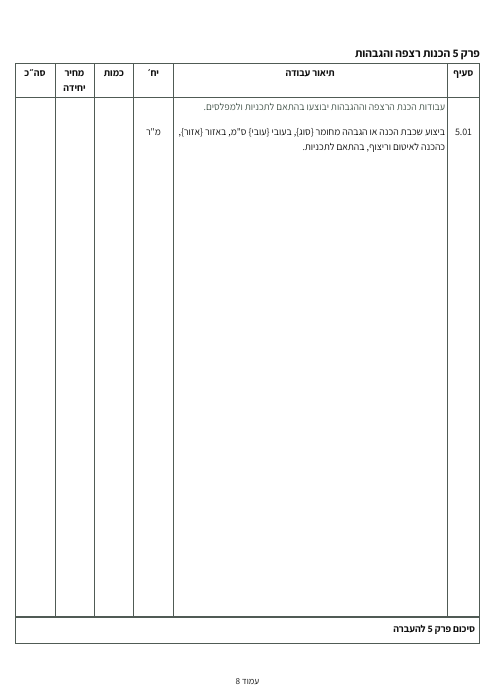 פרק 5 הכנות רצפה והגבהות
סעיף תיאור עבודה יח׳ כמות מחיר יחידה סה״כ
עבודות הכנת הרצפה וההגבהות יבוצעו בהתאם לתכניות ולמפלסים.
5.01 ביצוע שכבת הכנה או הגבהה מחומר {סוג}, בעובי {עובי} ס"מ, באזור {אזור}, מ"ר
כהכנה לאיטום וריצוף, בהתאם לתכניות.
סיכום פרק 5 להעברה
עמוד 8